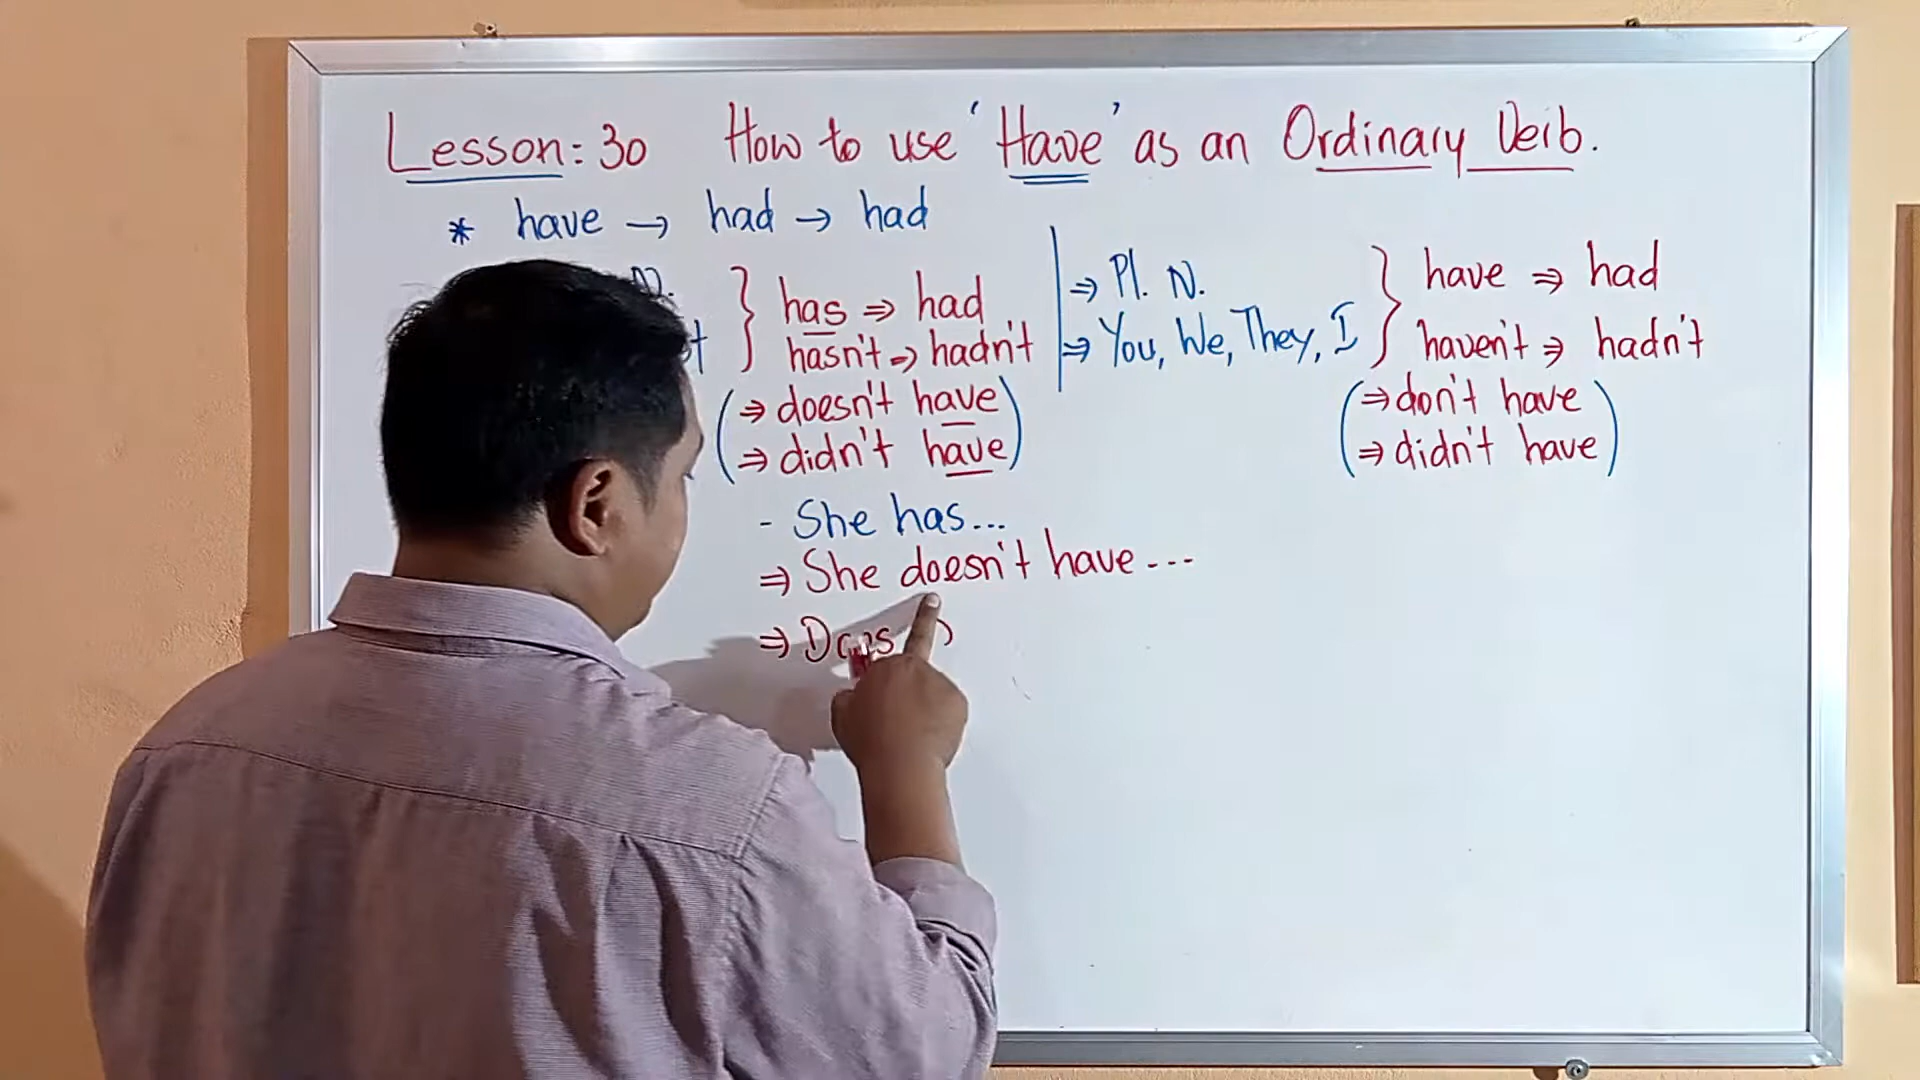 Lesson: 30 How to use 'Have' as an Ordinary Verb.
* have → had → had
N.
} has ⇒ had
hasn't ⇒ hadn't
(⇒ doesn't have
⇒ didn't have)
⇒ Pl. N.
⇒ You, We, They, I
} have ⇒ had
haven't ⇒ hadn't
(⇒ don't have
⇒ didn't have)
- She has...
⇒ She doesn't have ---
⇒ Does